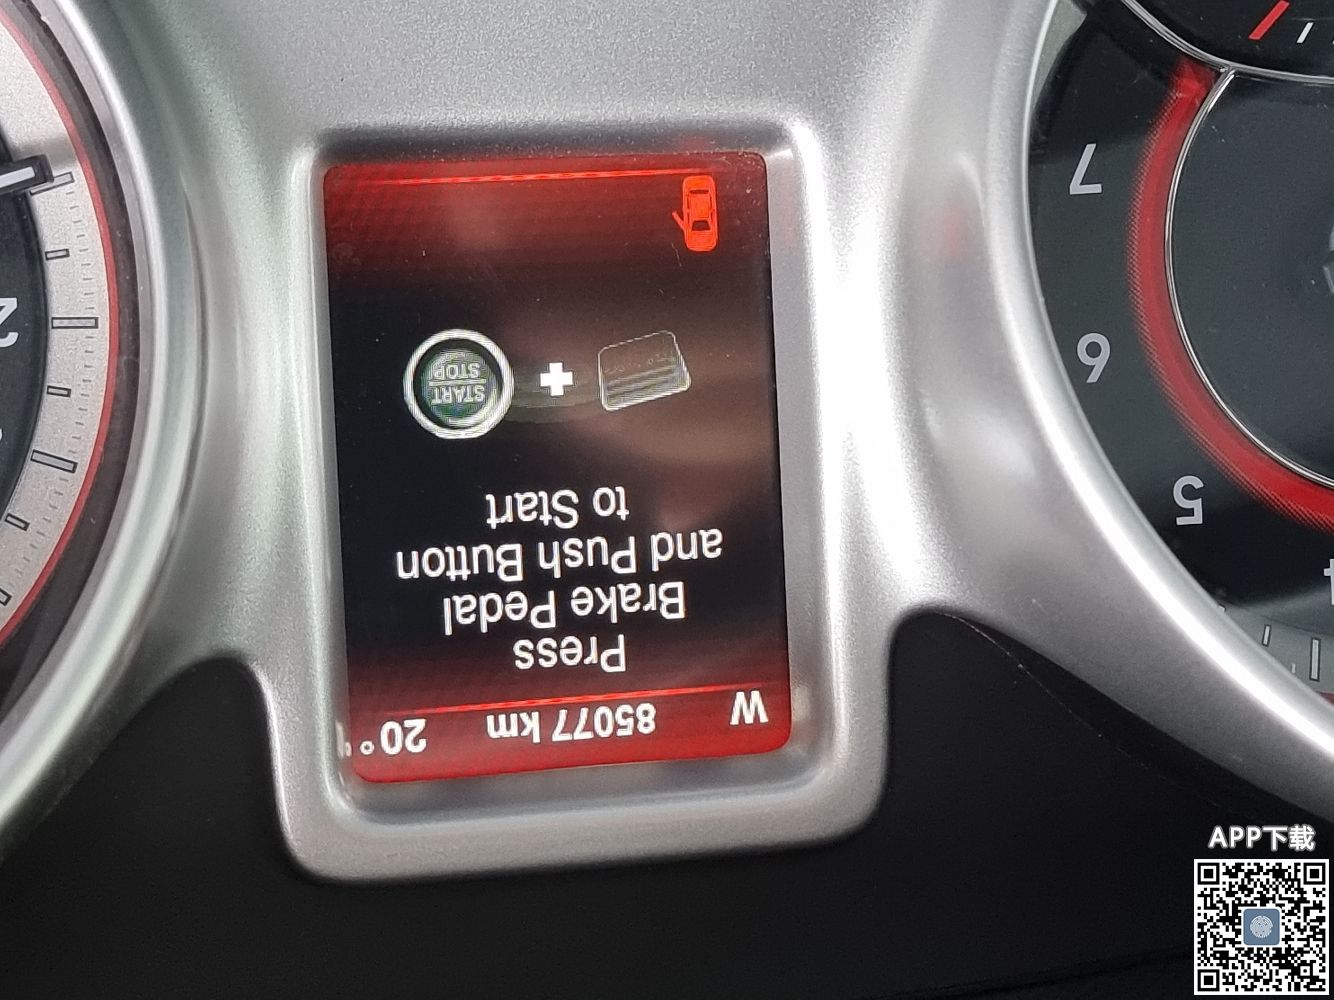 W 85077 km 20°
Press
Brake Pedal
and Push Button
to Start
START
STOP
5
6
7
2
APP下载